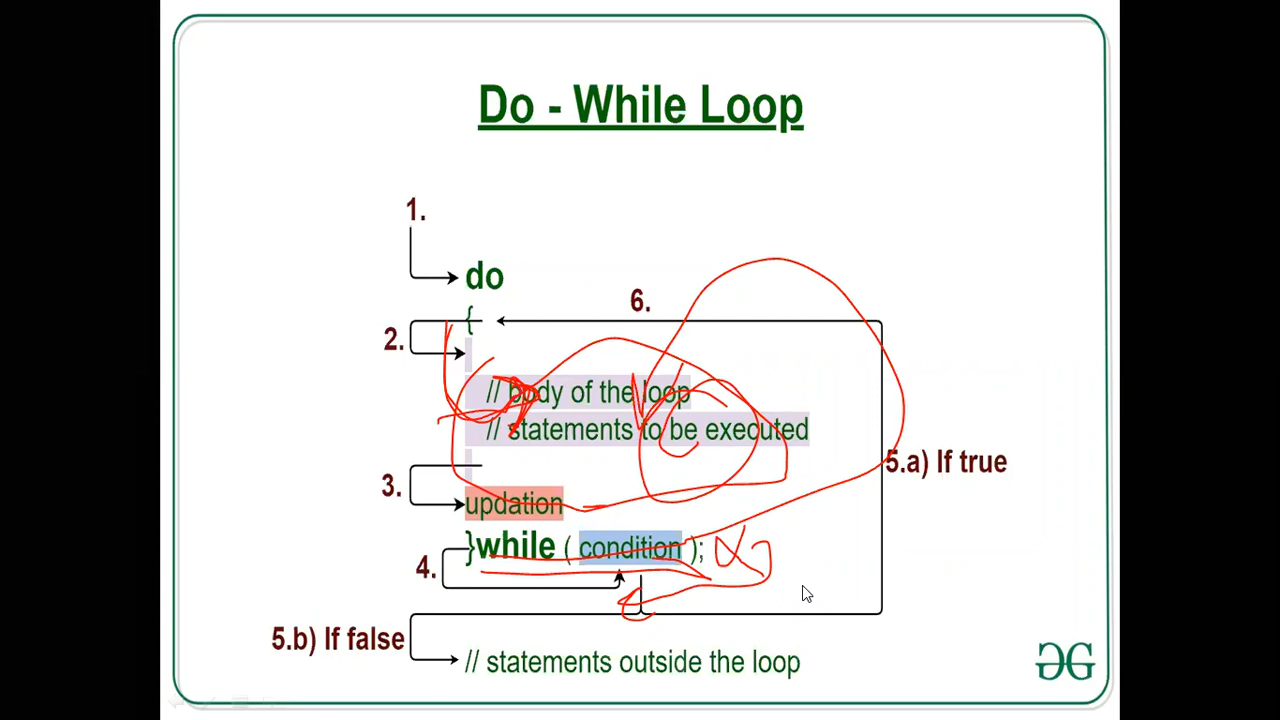 Do - While Loop
1.
do
6.
{
2.
// body of the loop
// statements to be executed
5.a) If true
3.
updation
}while ( condition );
4.
5.b) If false
// statements outside the loop